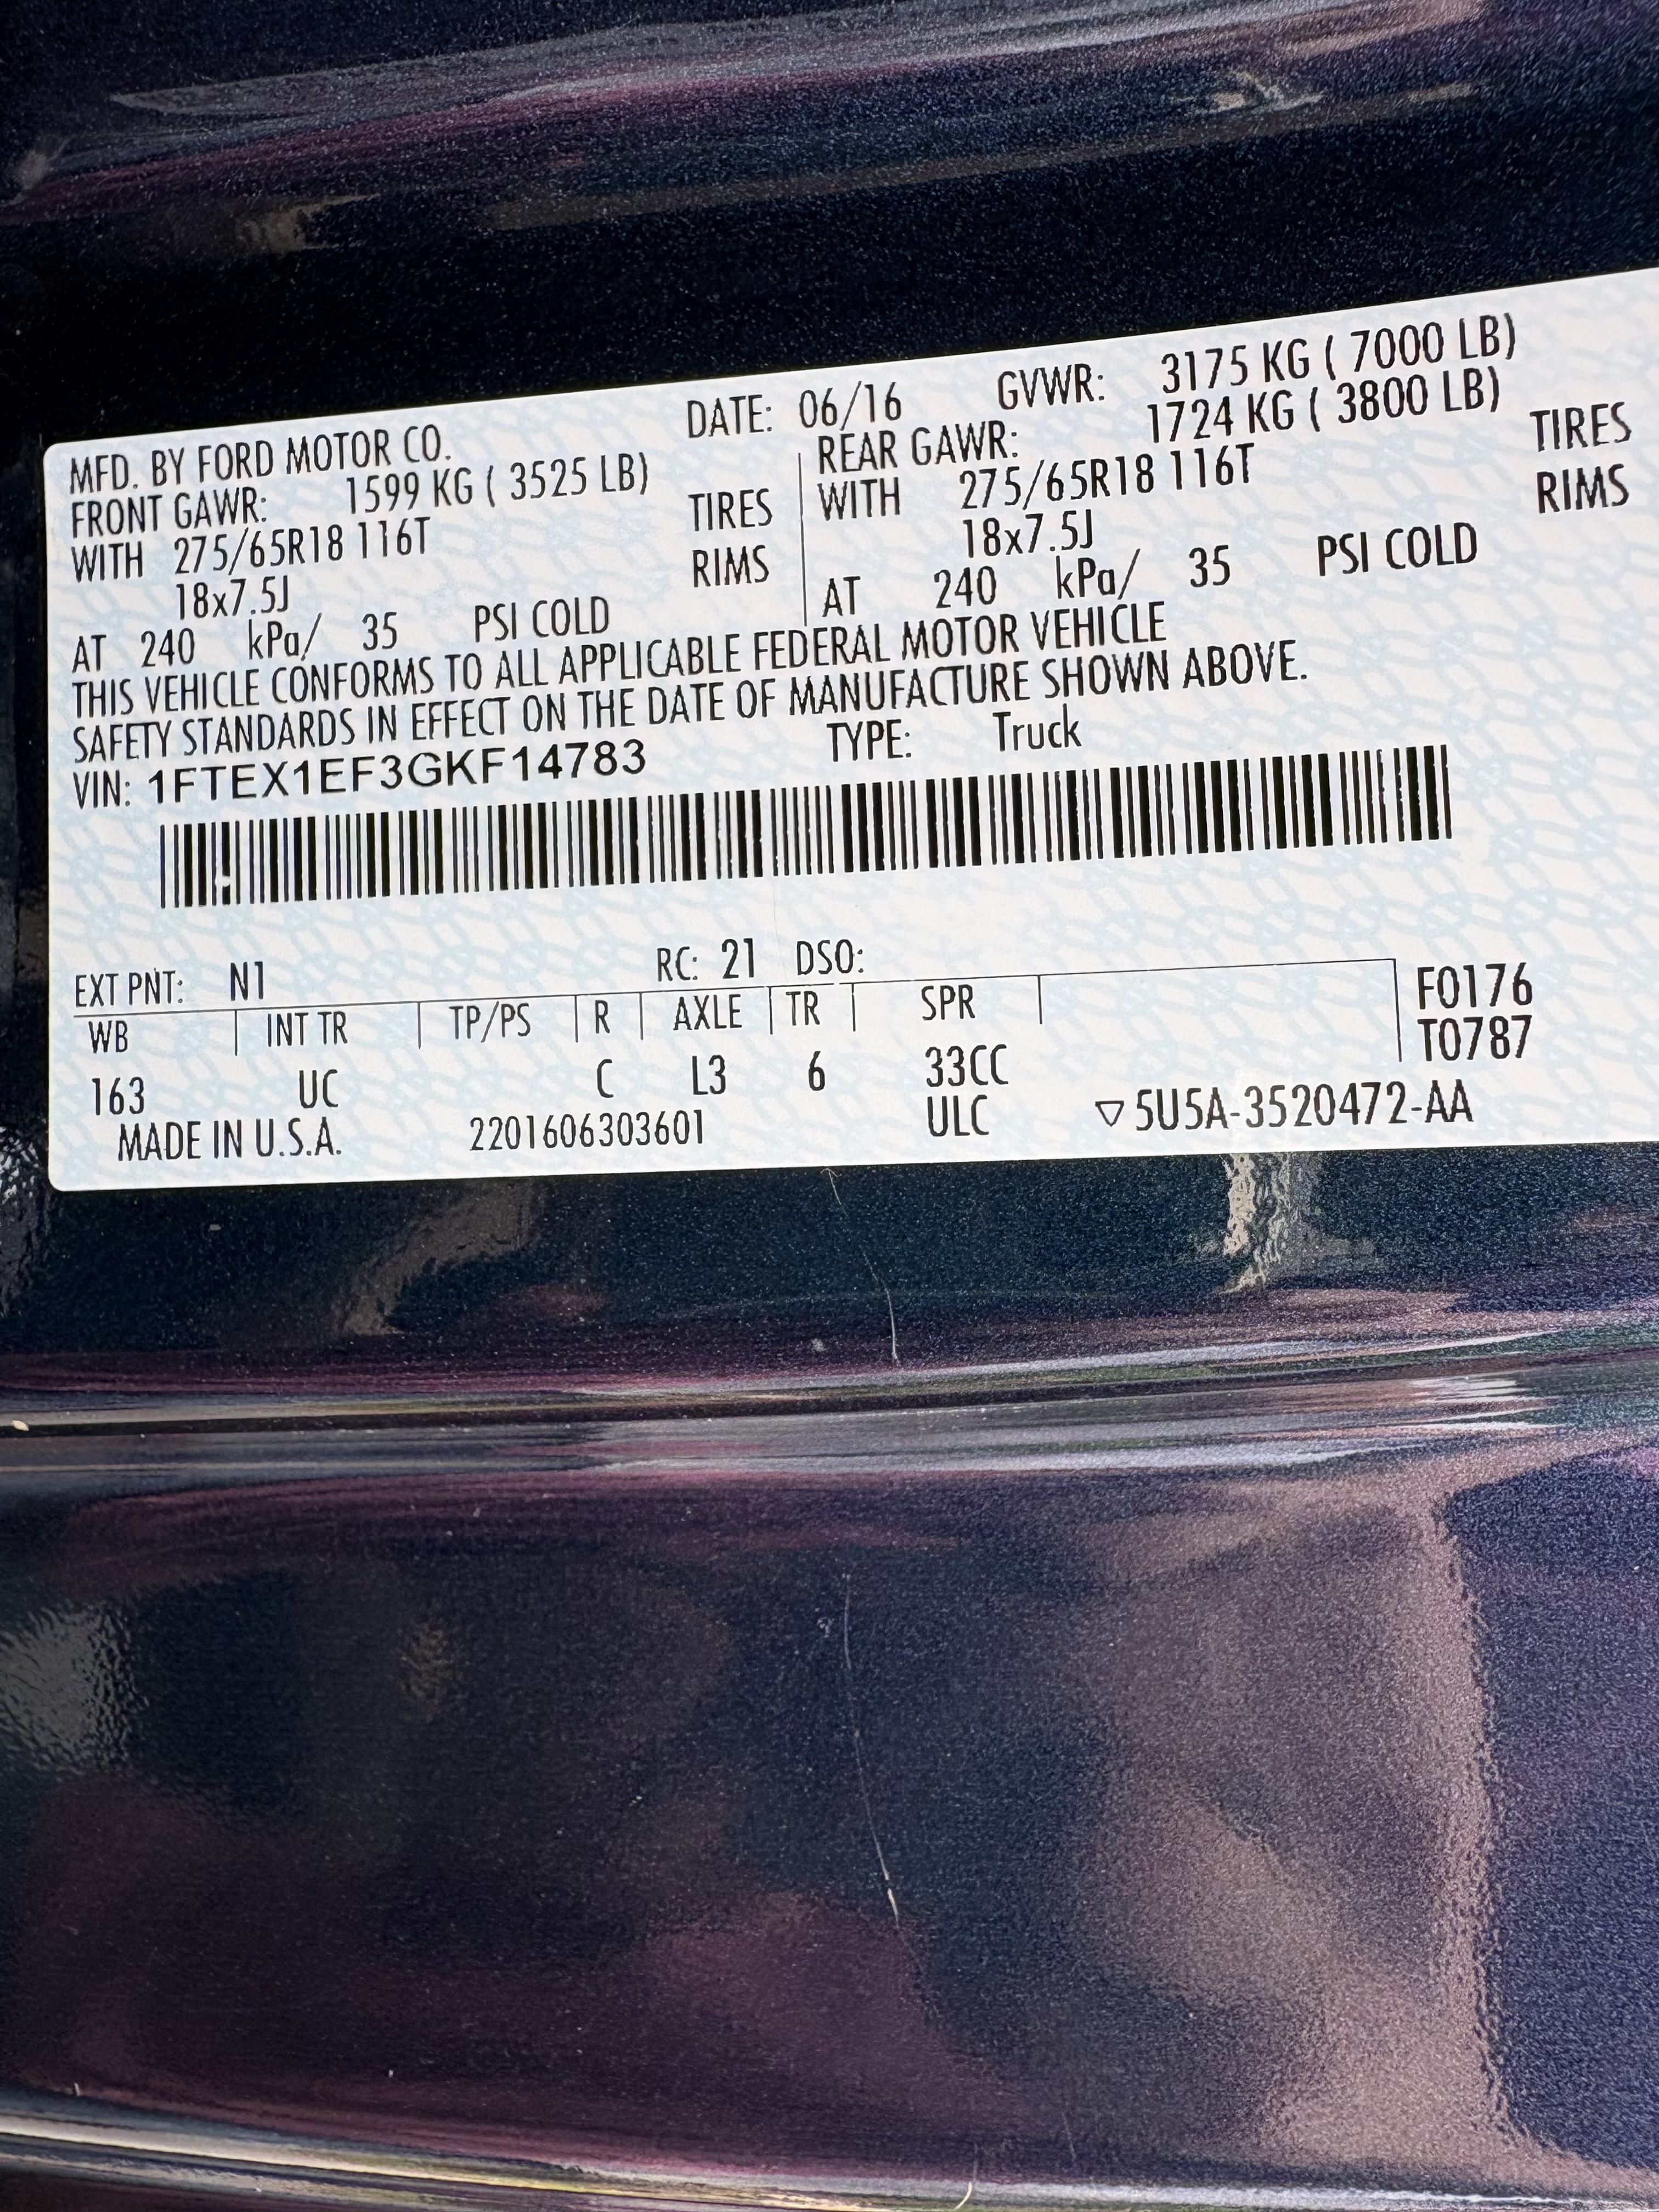 MFD. BY FORD MOTOR CO. DATE: 06/16 GVWR: 3175 KG ( 7000 LB)
FRONT GAWR: 1599 KG ( 3525 LB) REAR GAWR: 1724 KG ( 3800 LB)
WITH 275/65R18 116T TIRES WITH 275/65R18 116T TIRES
18x7.5J RIMS 18x7.5J RIMS
AT 240 kPa/ 35 PSI COLD AT 240 kPa/ 35 PSI COLD
THIS VEHICLE CONFORMS TO ALL APPLICABLE FEDERAL MOTOR VEHICLE
SAFETY STANDARDS IN EFFECT ON THE DATE OF MANUFACTURE SHOWN ABOVE.
VIN: 1FTEX1EF3GKF14783 TYPE: Truck
EXT PNT: N1 RC: 21 DSO:
WB INT TR TP/PS R AXLE TR SPR F0176
T0787
163 UC C L3 6 33CC
MADE IN U.S.A. 2201606303601 ULC ▽5U5A-3520472-AA